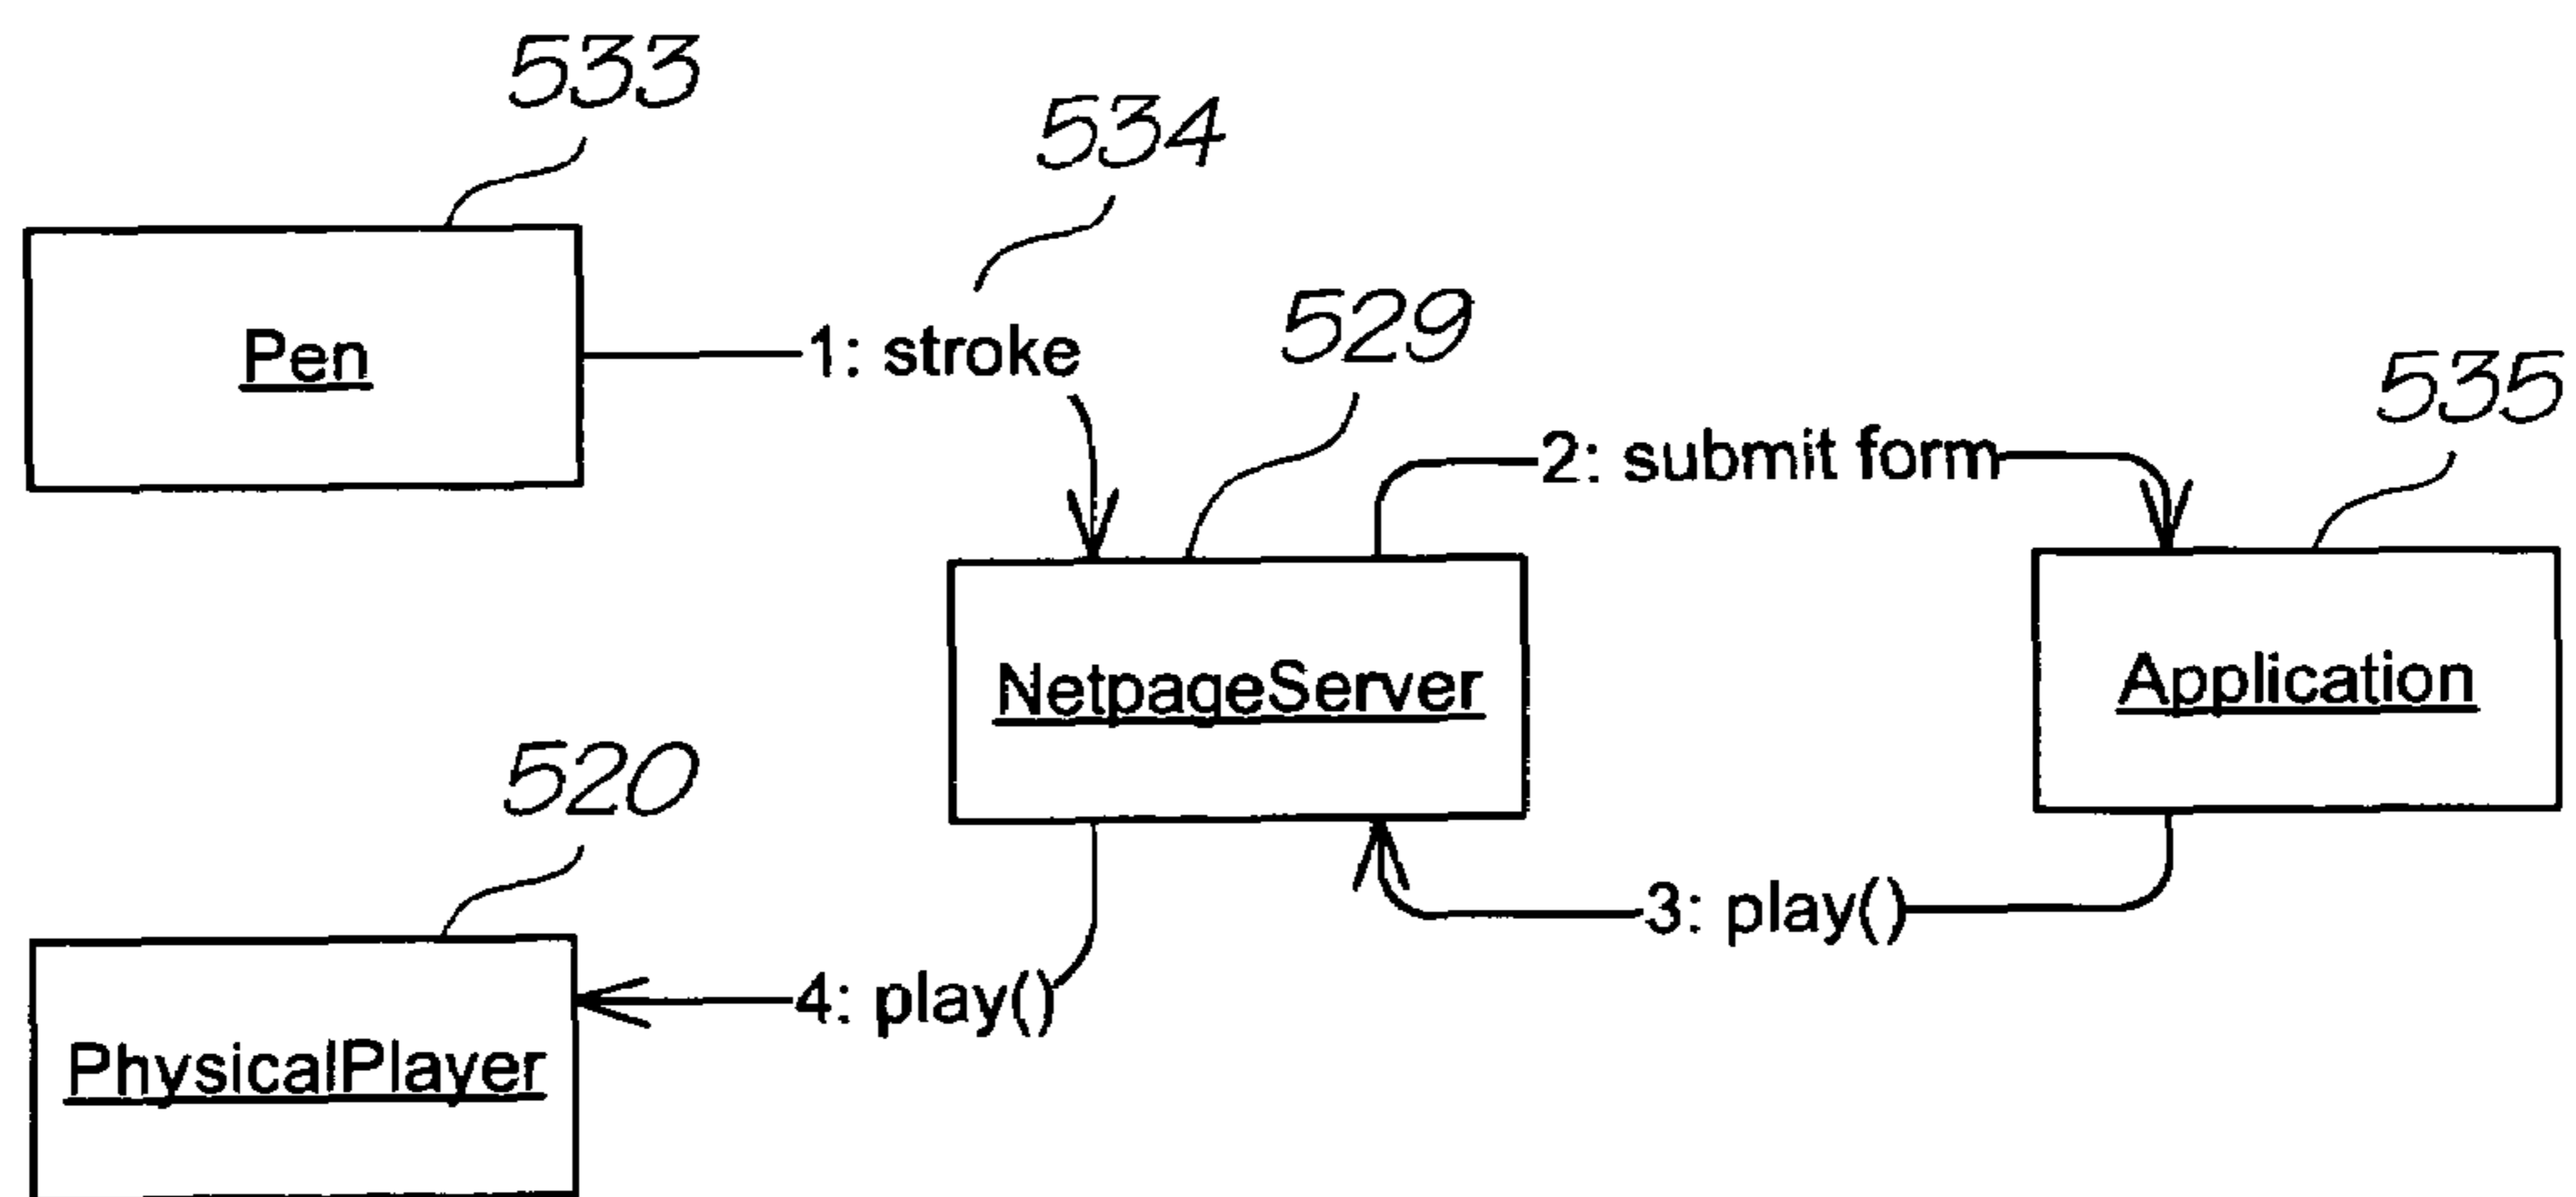 533
534
Pen
1: stroke
529
535
2: submit form
NetpageServer
Application
520
3: play()
4: play()
PhysicalPlayer